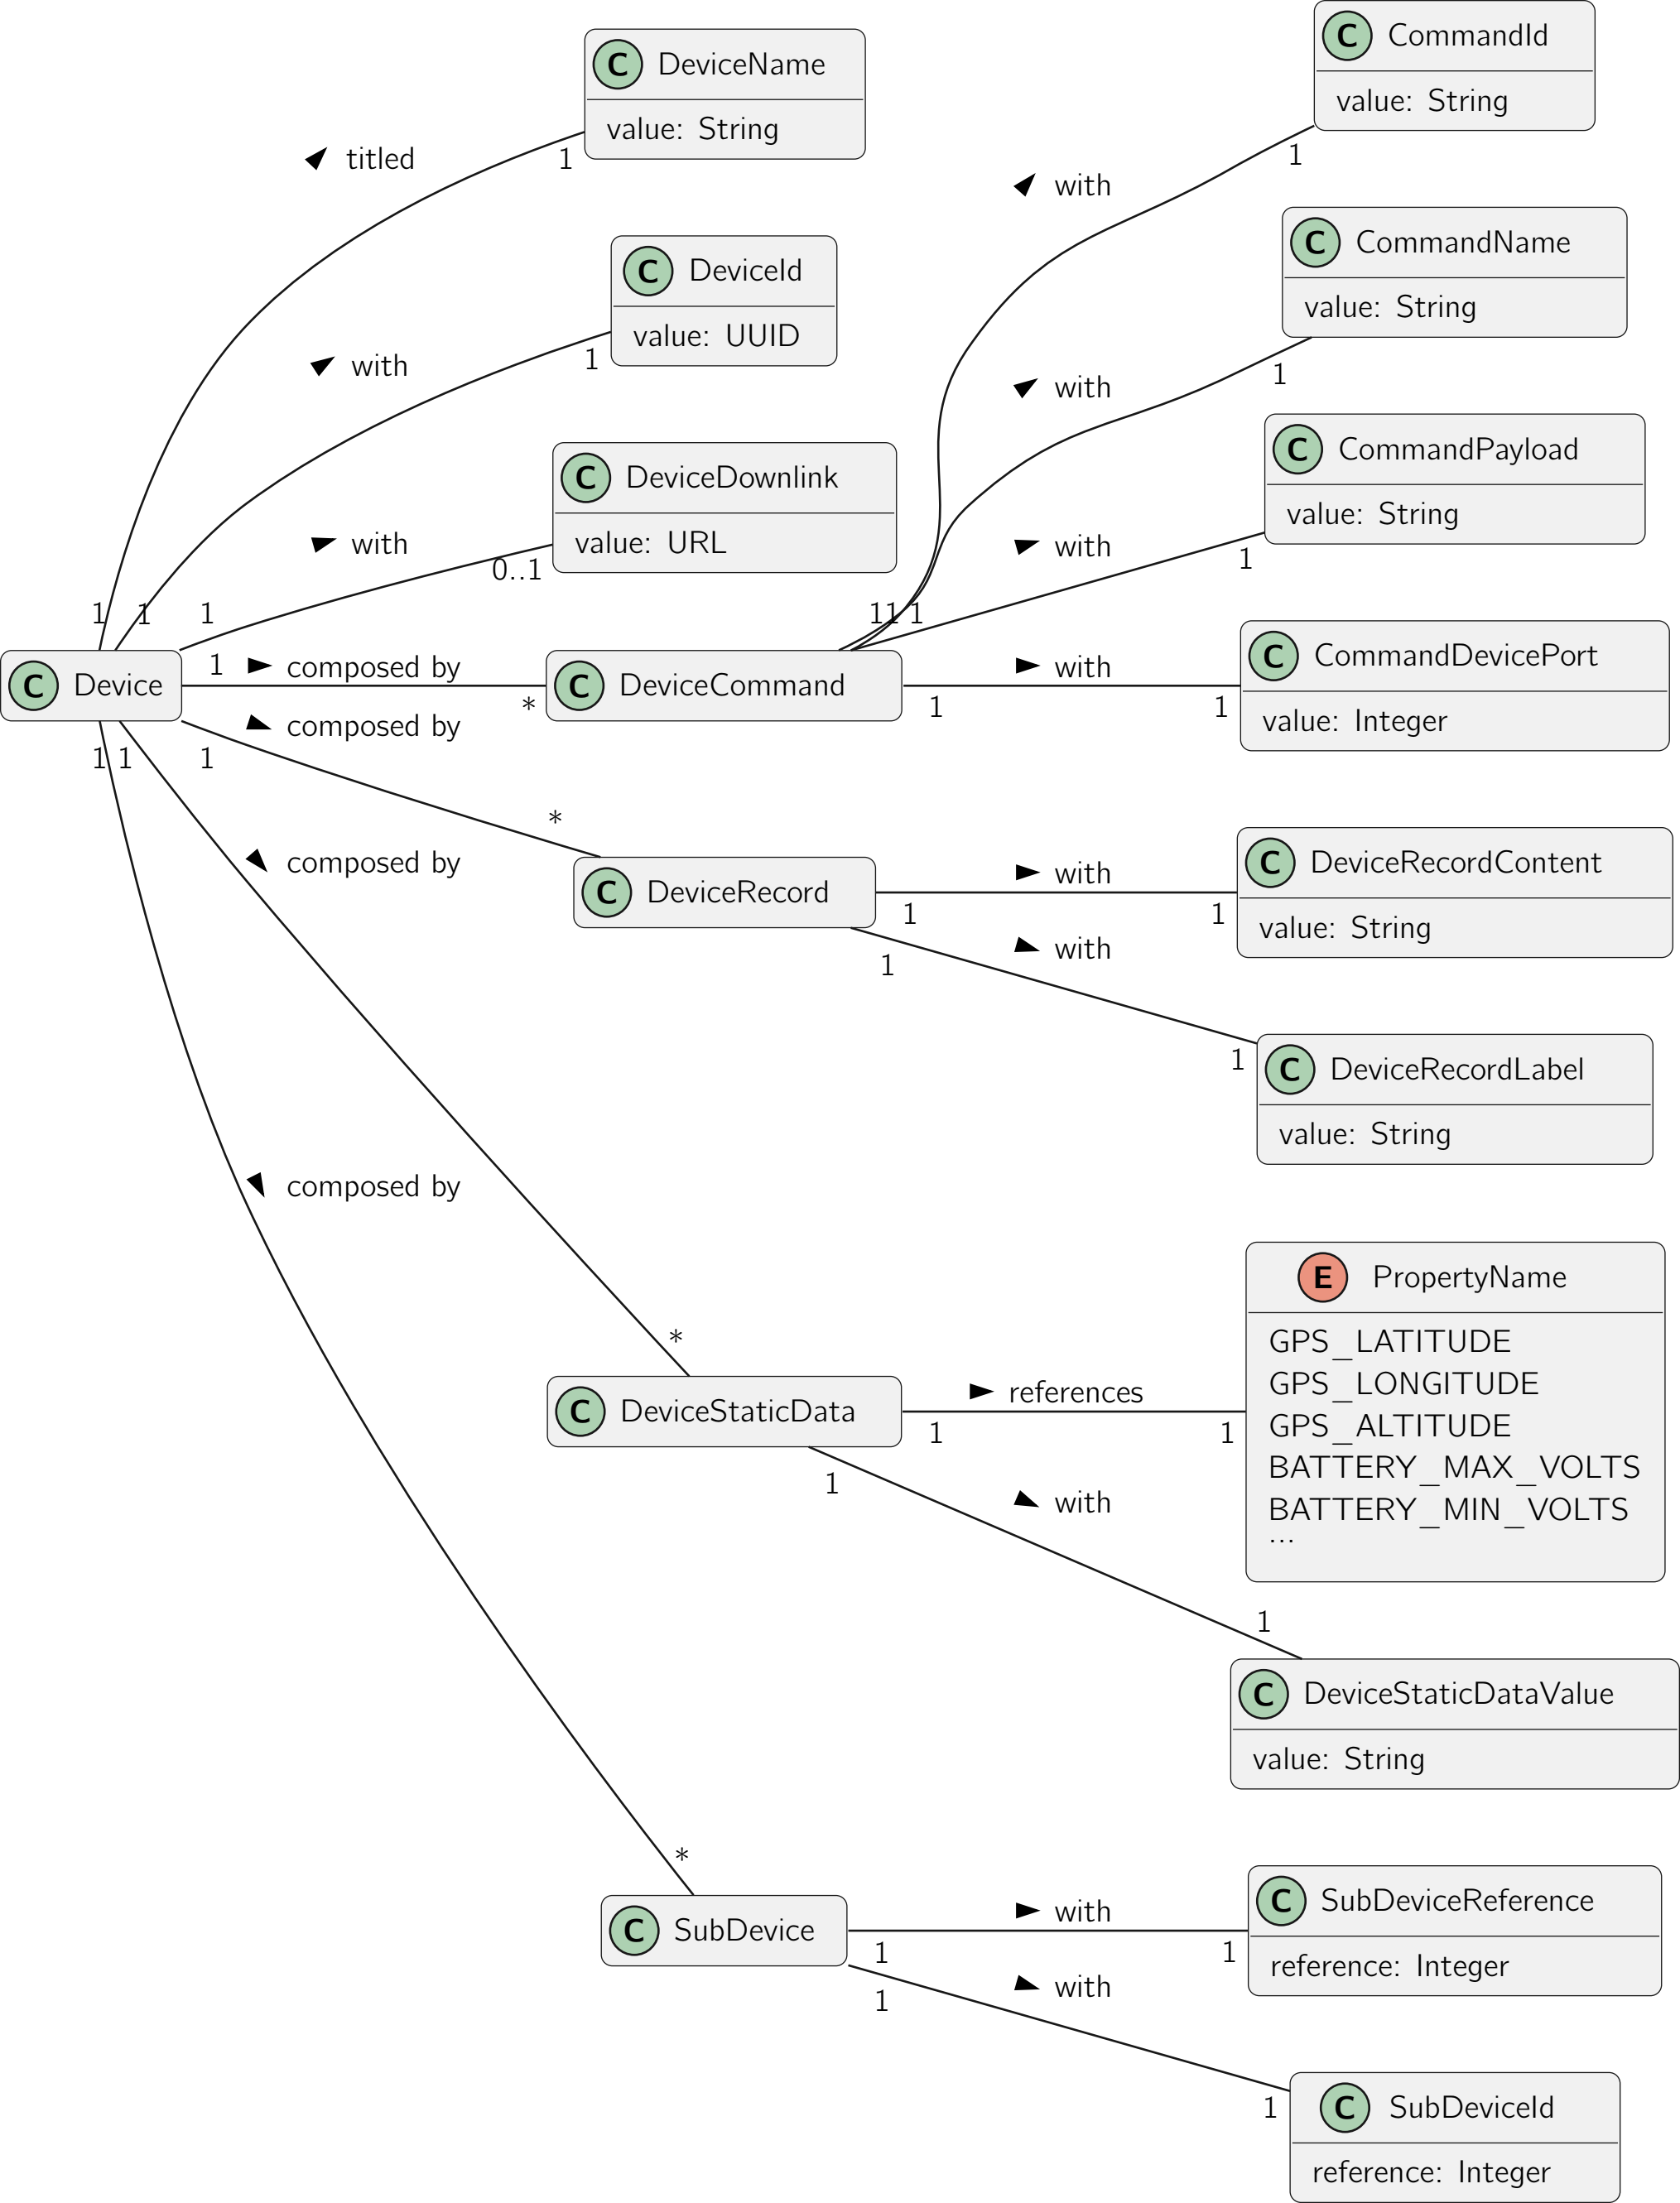 C CommandId
value: String
C DeviceName
value: String
1
1
titled
with
C CommandName
value: String
C DeviceId
value: UUID
1
1
with
with
C CommandPayload
value: String
C DeviceDownlink
value: URL
0..1
1
with
with
1
1
1
1
1
1
C CommandDevicePort
value: Integer
C Device
1
composed by
*
C DeviceCommand
1
with
1
composed by
1
1
1
*
composed by
C DeviceRecord
1
with
1
C DeviceRecordContent
value: String
with
1
1
C DeviceRecordLabel
value: String
composed by
E PropertyName
GPS_LATITUDE
GPS_LONGITUDE
GPS_ALTITUDE
BATTERY_MAX_VOLTS
BATTERY_MIN_VOLTS
...
*
C DeviceStaticData
1
references
1
1
with
1
C DeviceStaticDataValue
value: String
*
C SubDevice
1
with
1
C SubDeviceReference
reference: Integer
1
with
1
C SubDeviceId
reference: Integer